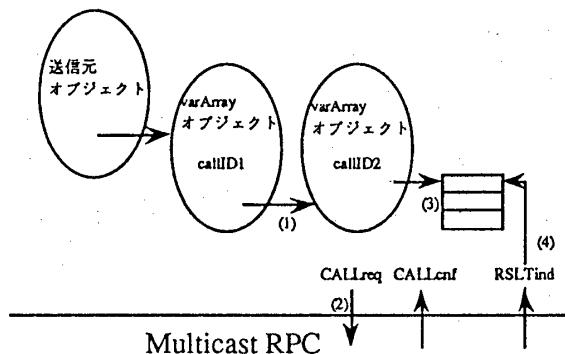 送信元
オブジェクト
varArray
オブジェクト
callID1
varArray
オブジェクト
callID2
(1)
(3)
(4)
CALLreq
CALLcnf
RSLTind
(2)
Multicast RPC